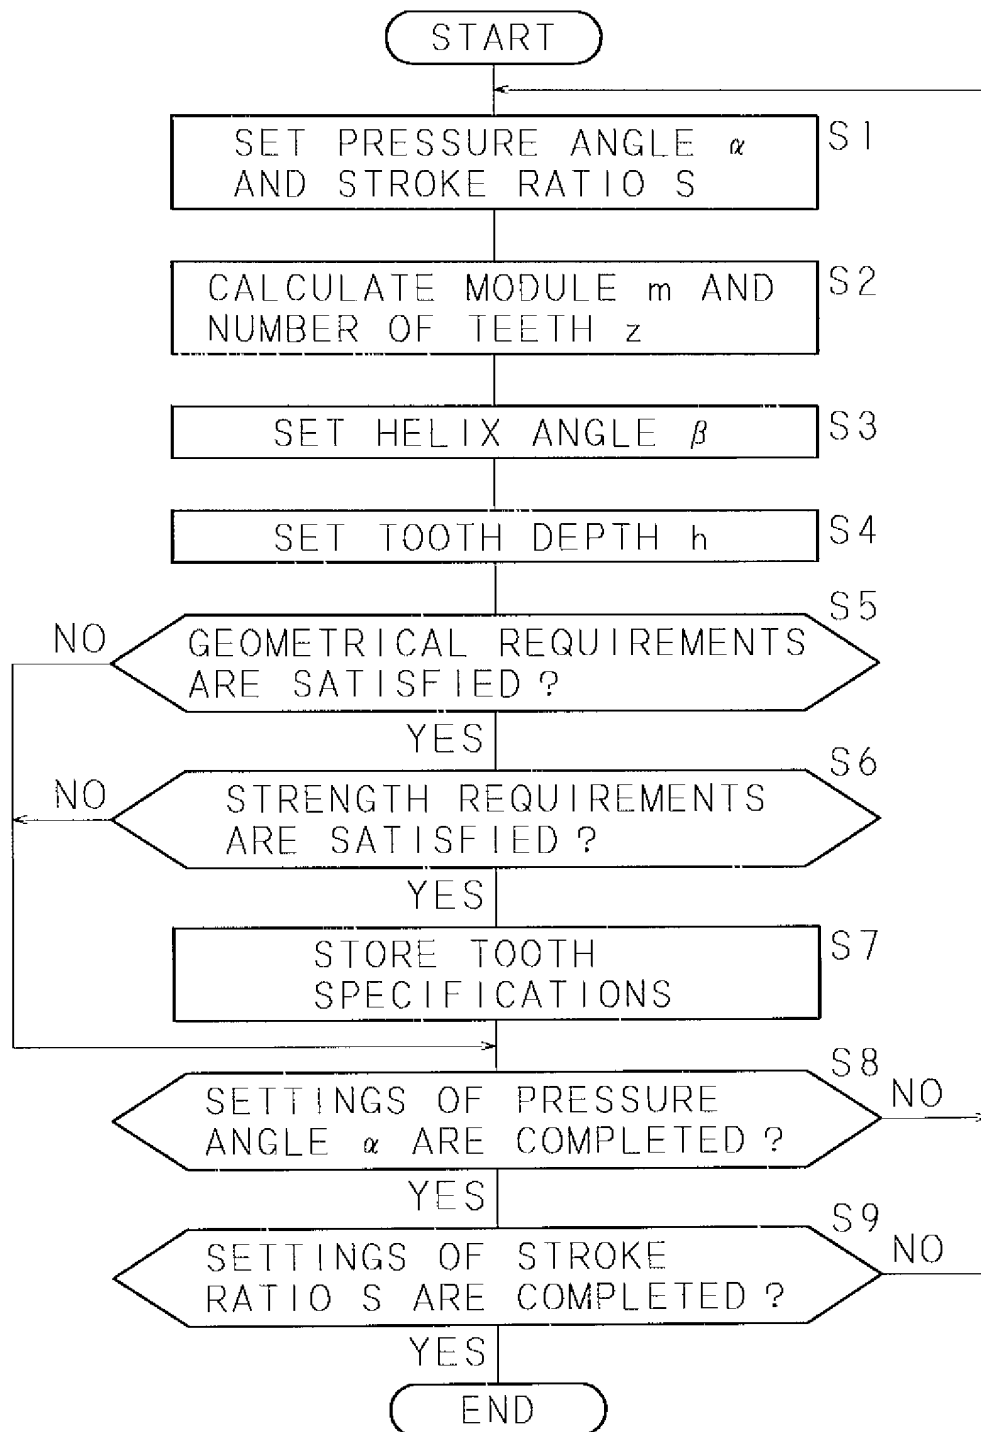 START
SET PRESSURE ANGLE α
AND STROKE RATIO S
S1
CALCULATE MODULE m AND
NUMBER OF TEETH z
S2
SET HELIX ANGLE β
S3
SET TOOTH DEPTH h
S4
S5
NO
GEOMETRICAL REQUIREMENTS
ARE SATISFIED?
YES
S6
NO
STRENGTH REQUIREMENTS
ARE SATISFIED?
YES
STORE TOOTH
SPECIFICATIONS
S7
S8
SETTINGS OF PRESSURE
ANGLE α ARE COMPLETED?
NO
YES
S9
SETTINGS OF STROKE
RATIO S ARE COMPLETED?
NO
YES
END